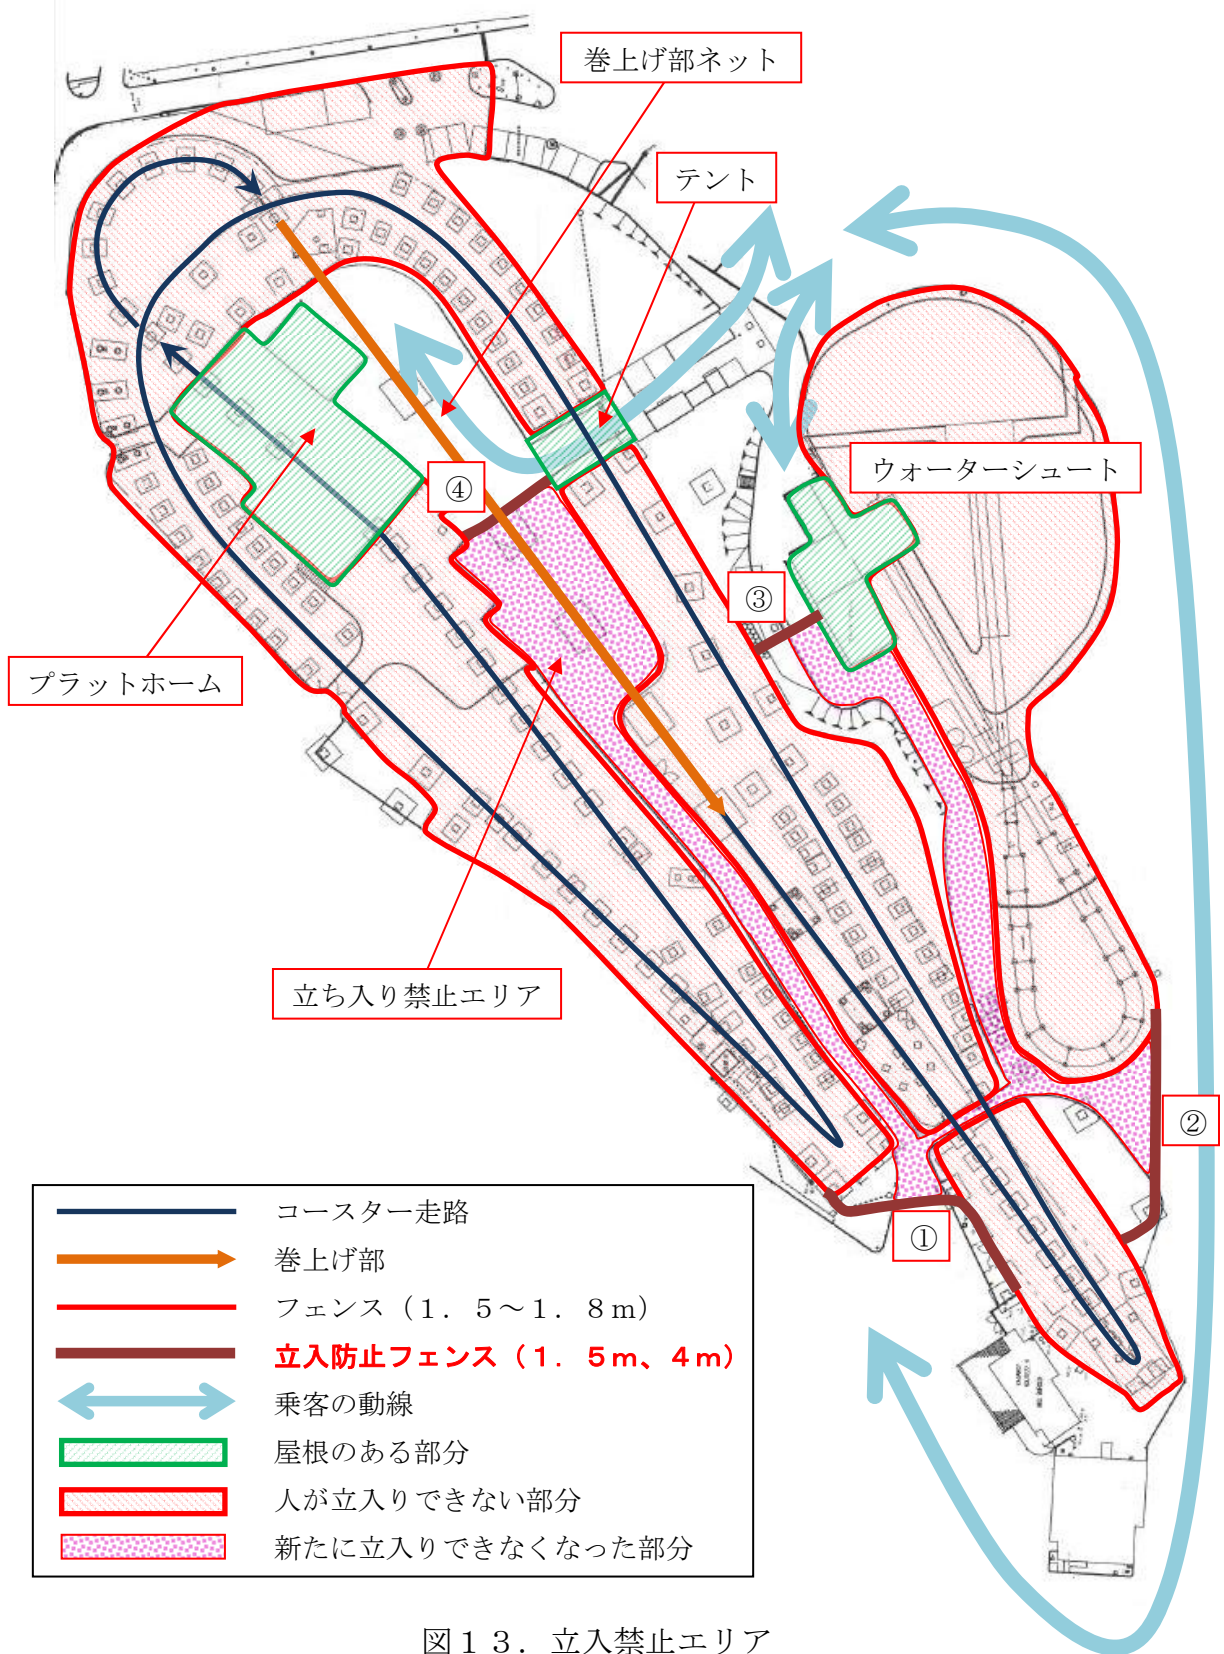 巻上げ部ネット
テント
ウォーターシュート
④
③
プラットホーム
立ち入り禁止エリア
②
①
コースター走路
巻上げ部
フェンス（１．５～１．８ｍ）
立入防止フェンス（１．５ｍ、４ｍ）
乗客の動線
屋根のある部分
人が立入りできない部分
新たに立入りできなくなった部分
図１３．立入禁止エリア